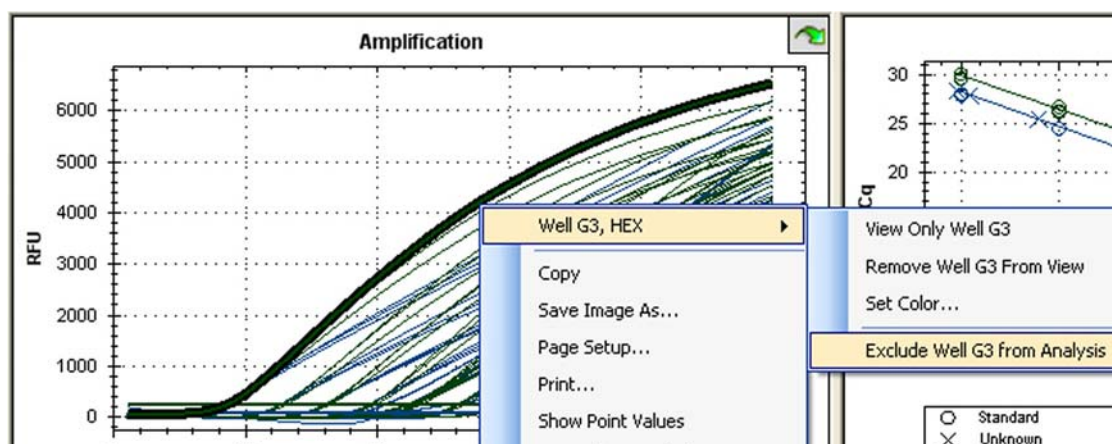 Amplification
6000
5000
4000
3000
2000
1000
0
RFU
Well G3, HEX
Copy
Save Image As...
Page Setup...
Print...
Show Point Values
View Only Well G3
Remove Well G3 From View
Set Color...
Exclude Well G3 from Analysis
30
25
20
Cq
Standard
Unknown